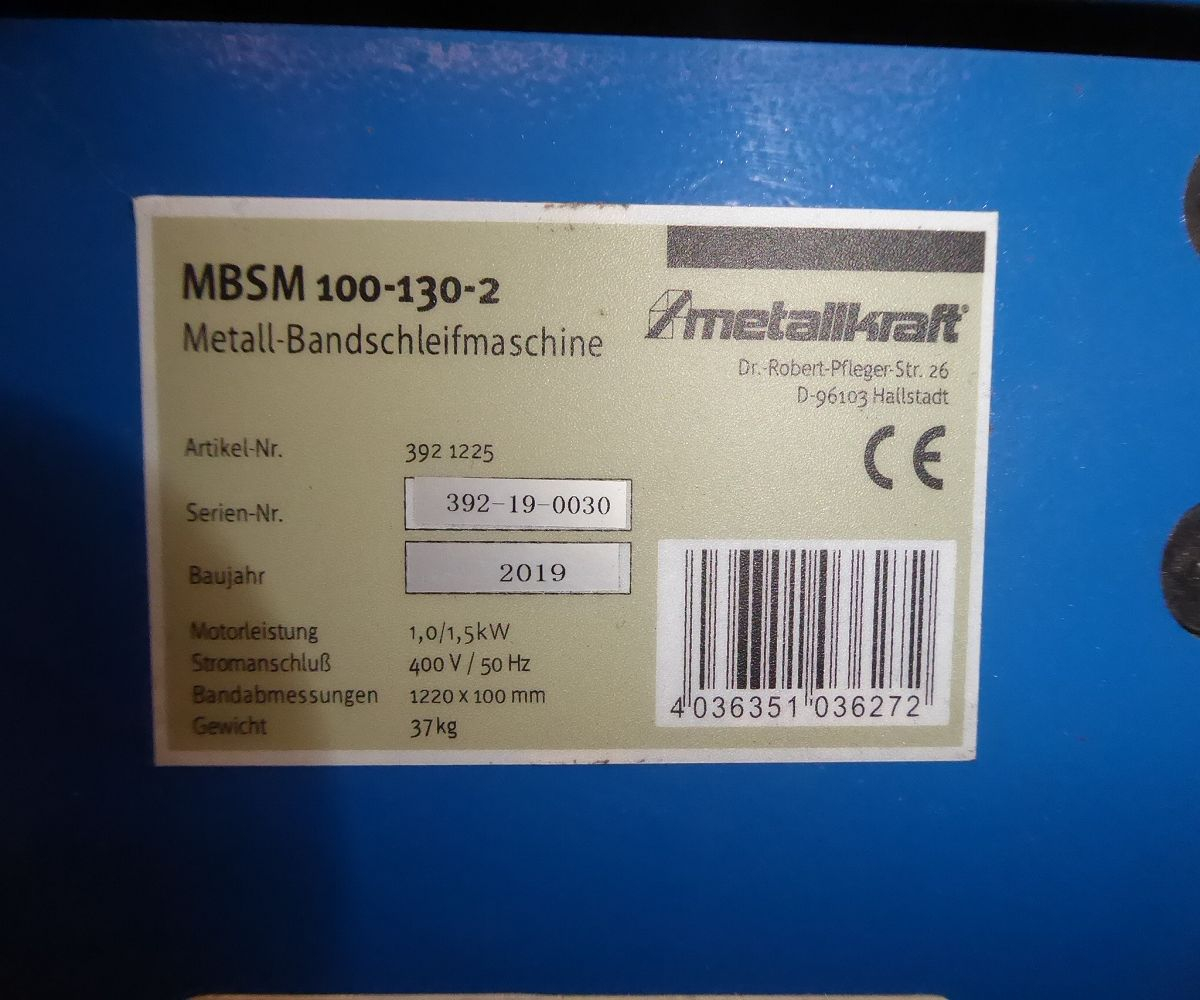 MBSM 100-130-2
Metall-Bandschleifmaschine
metallkraft®
Dr.-Robert-Pfleger-Str. 26
D-96103 Hallstadt
CE
Artikel-Nr. 392 1225
Serien-Nr. 392-19-0030
Baujahr 2019
Motorleistung 1,0/1,5kW
Stromanschluß 400 V / 50 Hz
Bandabmessungen 1220 x 100 mm
Gewicht 37kg
4 036351 036272